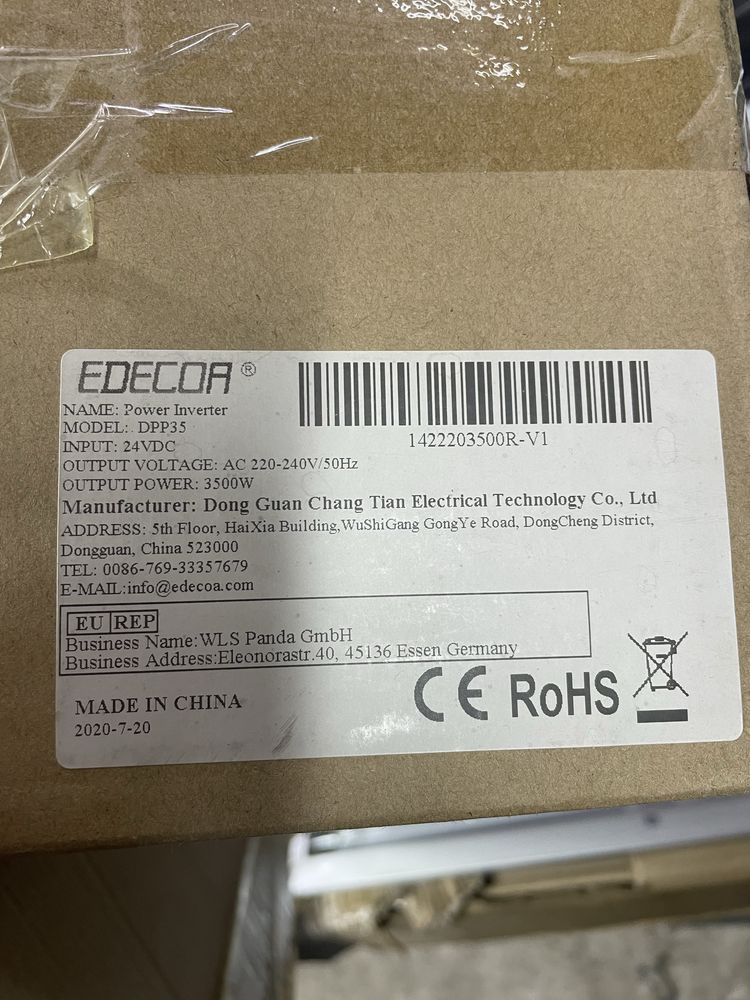 EDECOA®
NAME: Power Inverter
MODEL: DPP35
INPUT: 24VDC
OUTPUT VOLTAGE: AC 220-240V/50Hz
OUTPUT POWER: 3500W
1422203500R-V1
Manufacturer: Dong Guan Chang Tian Electrical Technology Co., Ltd
ADDRESS: 5th Floor, HaiXia Building,WuShiGang GongYe Road, DongCheng District,
Dongguan, China 523000
TEL: 0086-769-33357679
E-MAIL:info@edecoa.com
EU REP
Business Name:WLS Panda GmbH
Business Address:Eleonorastr.40, 45136 Essen Germany
MADE IN CHINA
2020-7-20
CE RoHS